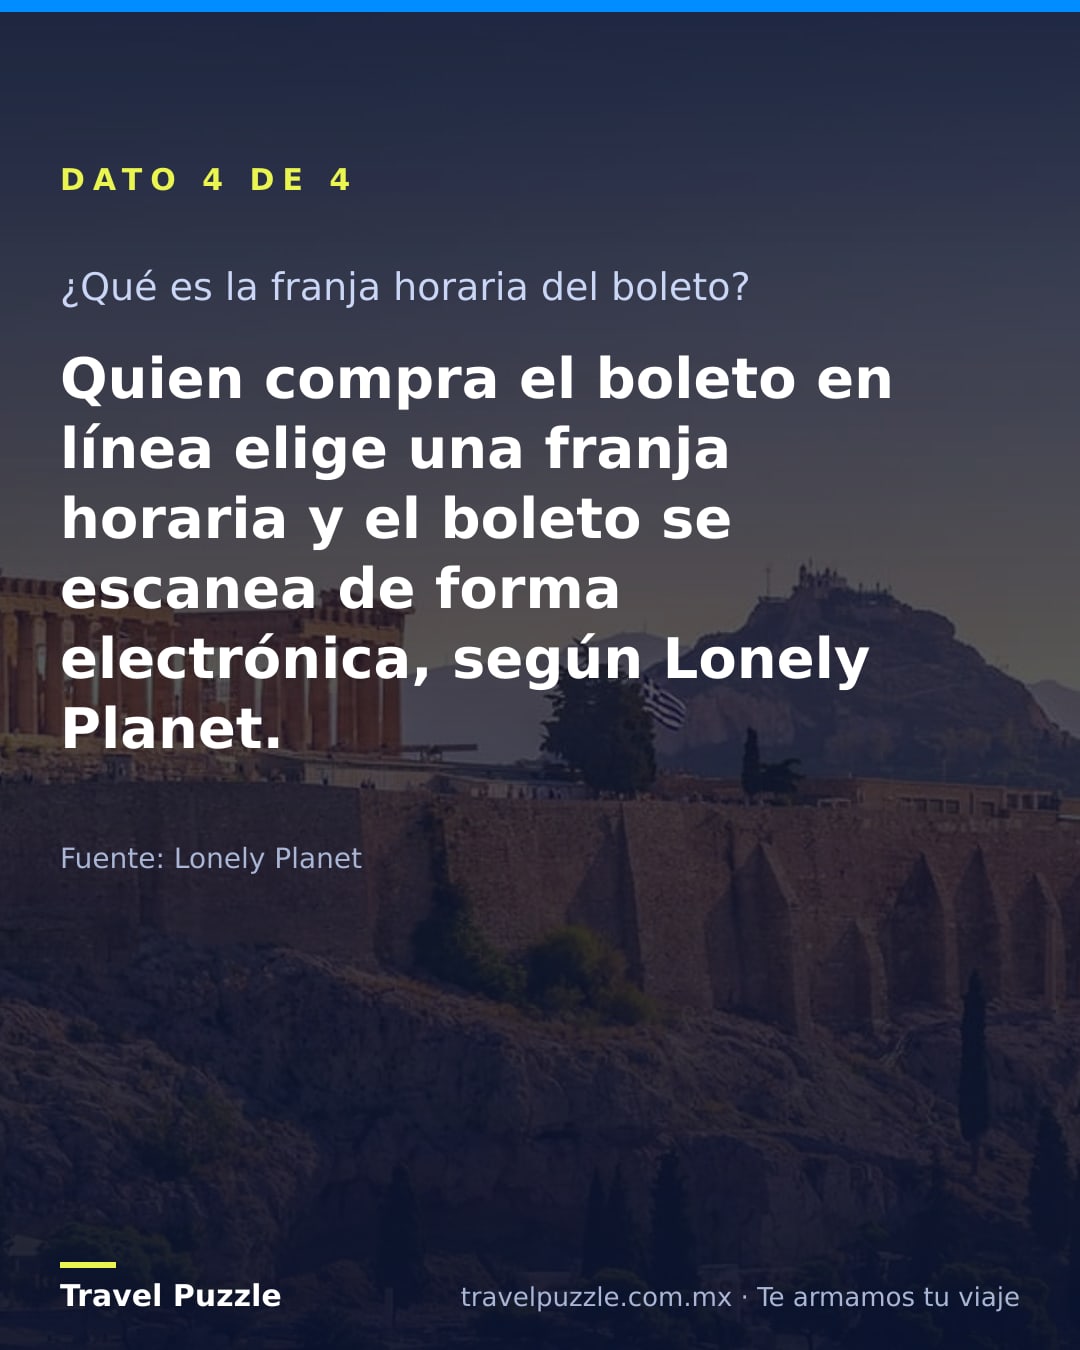 DATO 4 DE 4
¿Qué es la franja horaria del boleto?
Quien compra el boleto en
línea elige una franja
horaria y el boleto se
escanea de forma
electrónica, según Lonely
Planet.
Fuente: Lonely Planet
Travel Puzzle
travelpuzzle.com.mx · Te armamos tu viaje